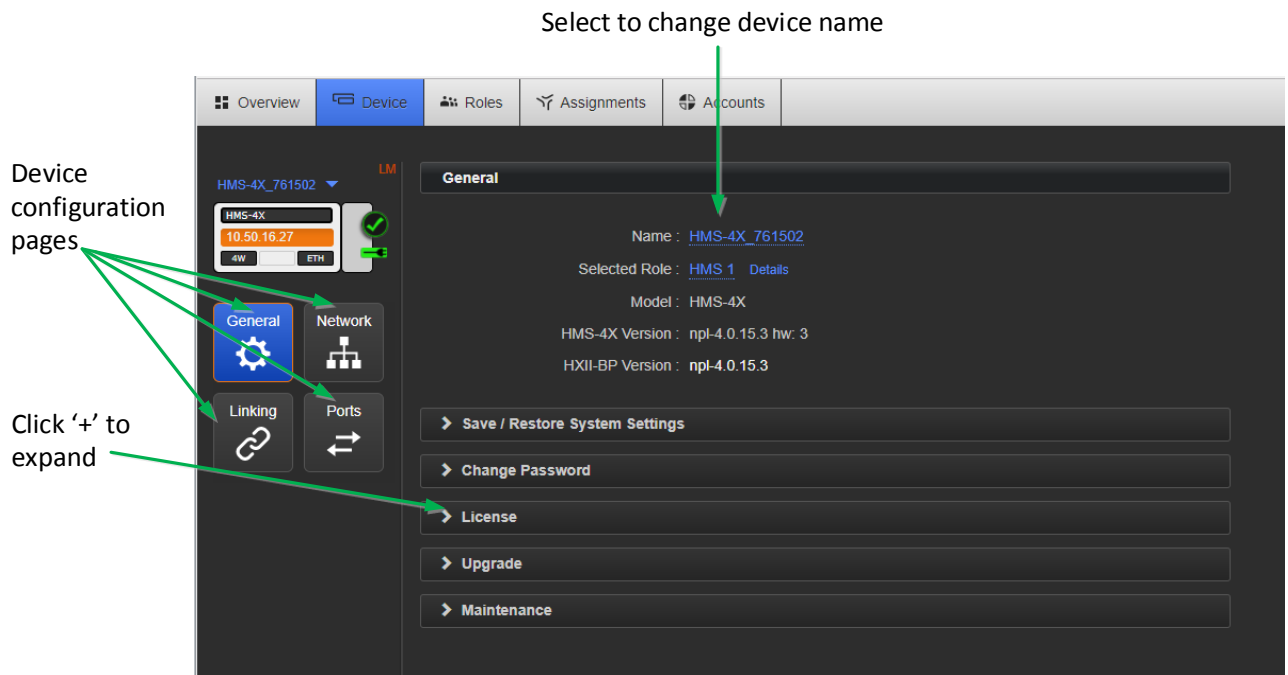 Select to change device name
Overview Device Roles Assignments Accounts
Device
configuration
pages
LM
HMS-4X_761502
HMS-4X
10.50.16.27
4W ETH
General Network
Linking Ports
Click ‘+’ to
expand
General
Name : HMS-4X_761502
Selected Role : HMS 1 Details
Model : HMS-4X
HMS-4X Version : npl-4.0.15.3 hw: 3
HXII-BP Version : npl-4.0.15.3
Save / Restore System Settings
Change Password
License
Upgrade
Maintenance